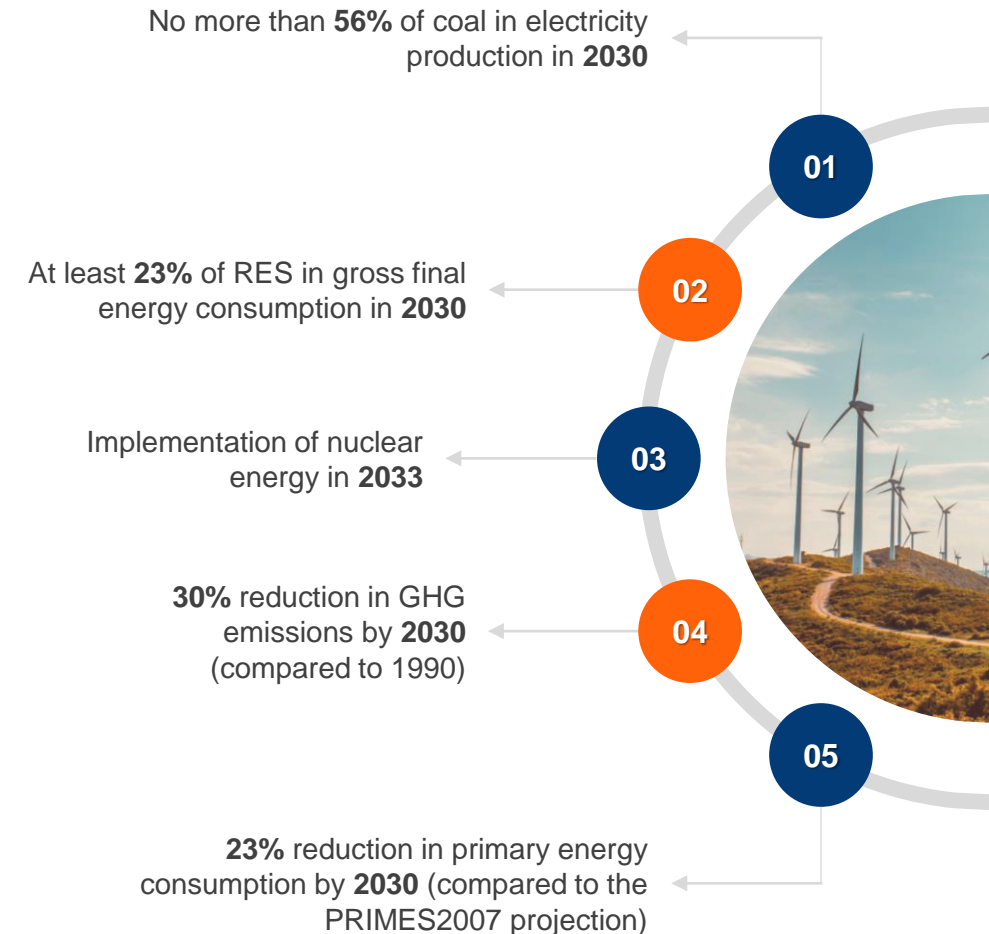 No more than 56% of coal in electricity
production in 2030
01
At least 23% of RES in gross final
energy consumption in 2030
02
Implementation of nuclear
energy in 2033
03
30% reduction in GHG
emissions by 2030
(compared to 1990)
04
05
23% reduction in primary energy
consumption by 2030 (compared to the
PRIMES2007 projection)